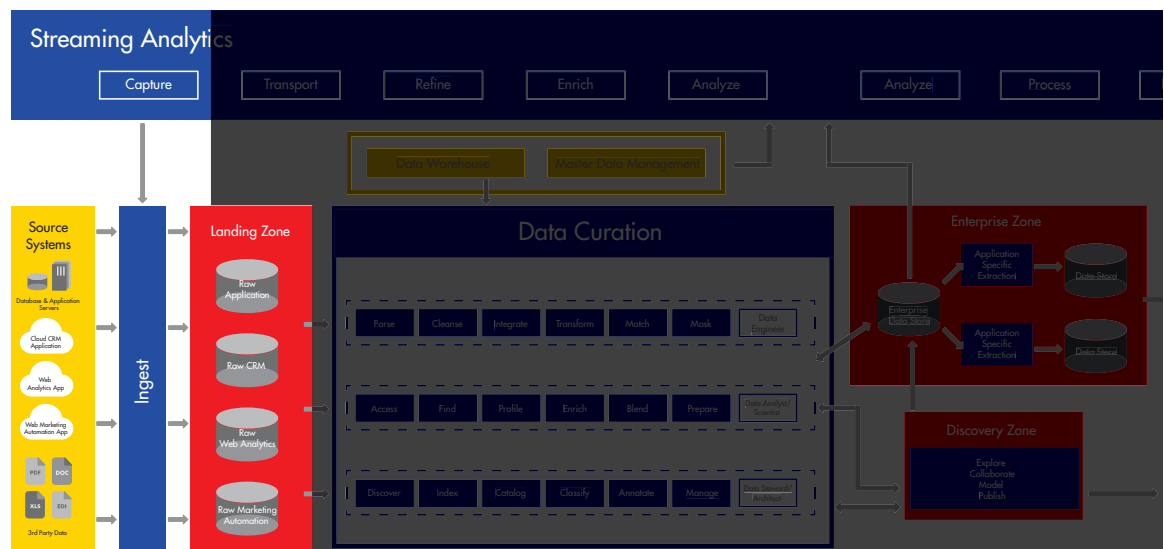 Streaming Analytics
Capture
Transport
Refine
Enrich
Analyze
Analyze
Process
Data Warehouse
Master Data Management
Source
Systems
Database & Application
Servers
Cloud CRM
Application
Web
Analytics App
Web Marketing
Automation App
PDF
DOC
XLS
EDI
3rd Party Data
Ingest
Landing Zone
Raw
Application
Raw CRM
Raw
Web Analytics
Raw Marketing
Automation
Data Curation
Parse
Cleanse
Integrate
Transform
Match
Mask
Data
Engineer
Access
Find
Profile
Enrich
Blend
Prepare
Data Analyst/
Scientist
Discover
Index
Catalog
Classify
Annotate
Manage
Data Steward/
Architect
Enterprise Zone
Enterprise
Data Store
Application
Specific
Extraction
Data Store
Application
Specific
Extraction
Data Store
Discovery Zone
Explore
Collaborate
Model
Publish